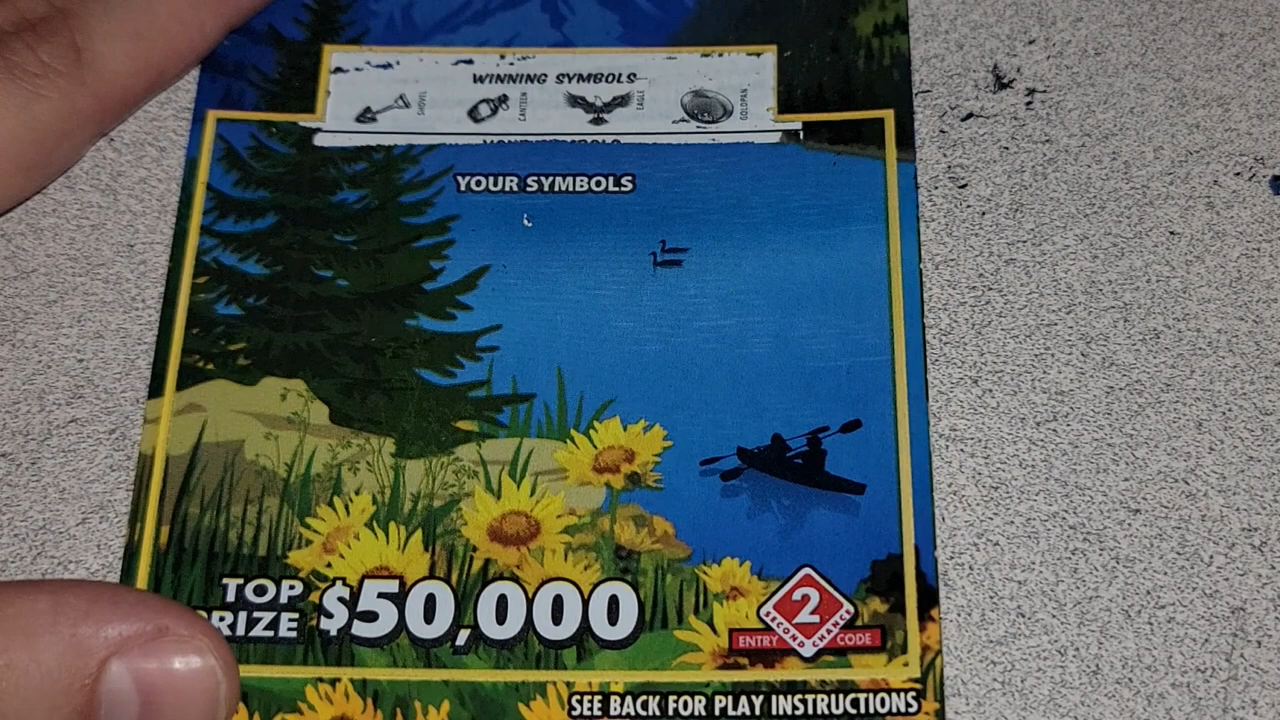 WINNING SYMBOLS
SHOVEL
CANTEEN
EAGLE
GOLDPAN
YOUR SYMBOLS
TOP
PRIZE $50,000
2
SECOND CHANCE
ENTRY CODE
SEE BACK FOR PLAY INSTRUCTIONS